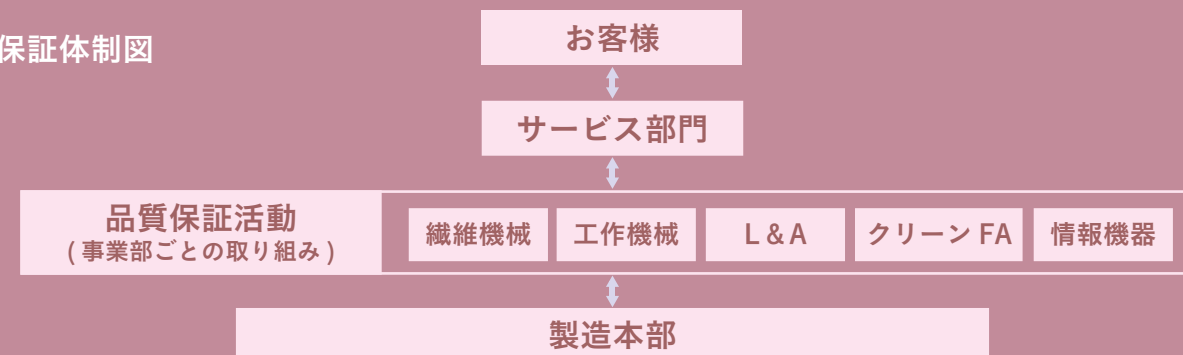 保証体制図
お客様
サービス部門
品質保証活動
(事業部ごとの取り組み)
繊維機械 工作機械 L&A クリーンFA 情報機器
製造本部